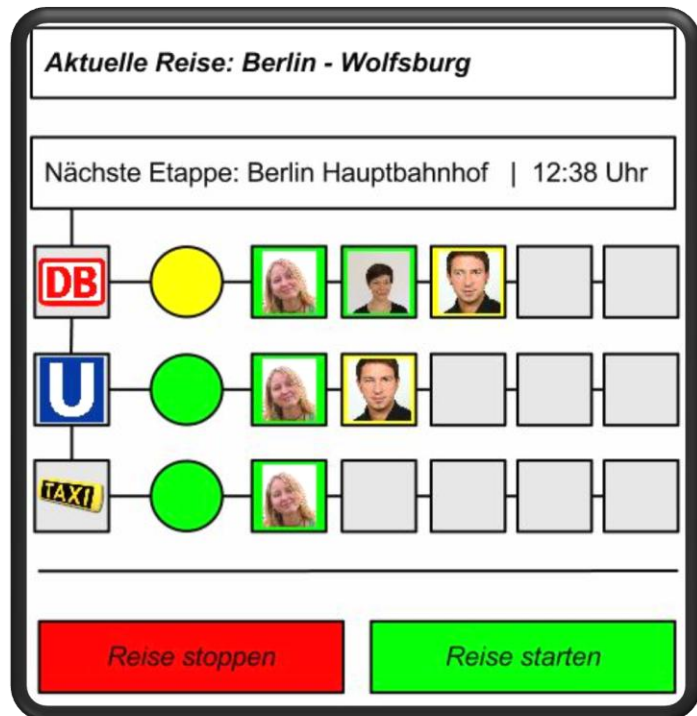 Aktuelle Reise: Berlin - Wolfsburg
Nächste Etappe: Berlin Hauptbahnhof | 12:38 Uhr
DB
U
TAXI
Reise stoppen
Reise starten